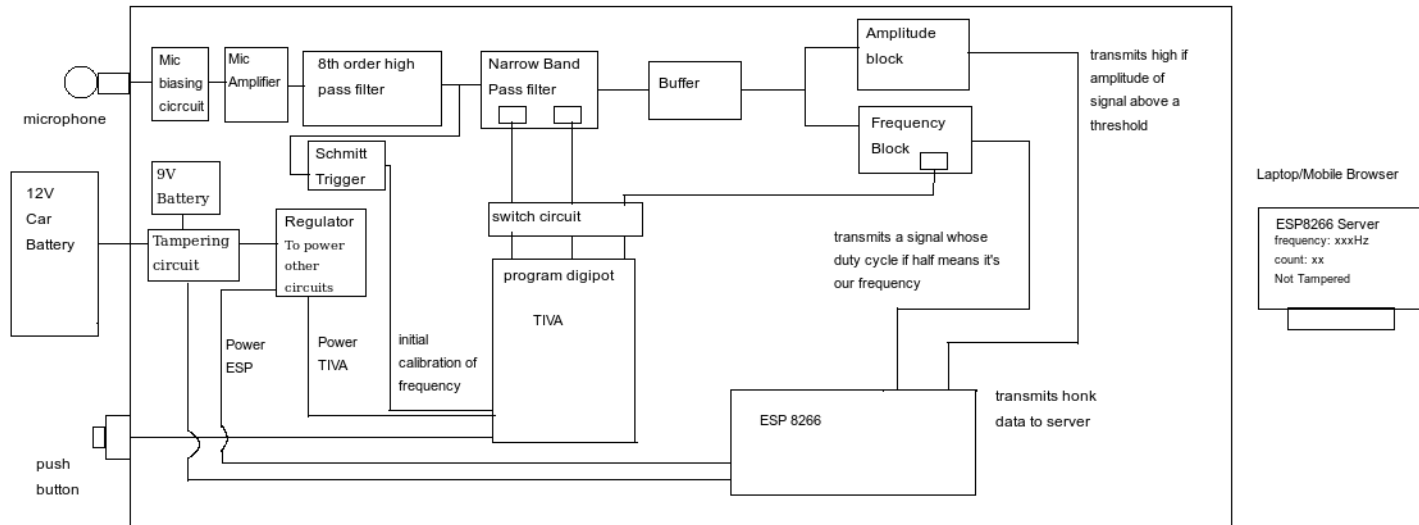 Mic
biasing
cicrcuit
Mic
Amplifier
8th order high
pass filter
Narrow Band
Pass filter
Buffer
Amplitude
block
transmits high if
amplitude of
signal above a
threshold
microphone
Frequency
Block
Schmitt
Trigger
9V
Battery
12V
Car
Battery
Regulator
To power
other
circuits
Tampering
circuit
switch circuit
Laptop/Mobile Browser
ESP8266 Server
frequency: xxxHz
count: xx
Not Tampered
transmits a signal whose
duty cycle if half means it's
our frequency
program digipot
TIVA
Power
ESP
Power
TIVA
initial
calibration of
frequency
ESP 8266
transmits honk
data to server
push
button